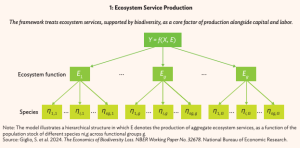 1: Ecosystem Service Production
The framework treats ecosystem services, supported by biodiversity, as a core factor of production alongside capital and labor.
Y = f(X, E)
Ecosystem function E₁ ... E ... E
Species
Note: The model illustrates a hierarchical structure in which E denotes the production of aggregate ecosystem services, as a function of the
population stock of different species ni,g across functional groups g.
Source: Giglio, S. et al. 2024. The Economics of Biodiversity Loss. NBER Working Paper No. 32678. National Bureau of Economic Research.